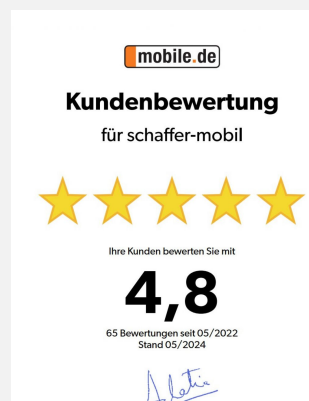 mobile.de
Kundenbewertung
für schaffer-mobil
Ihre Kunden bewerten Sie mit
4,8
65 Bewertungen seit 05/2022
Stand 05/2024